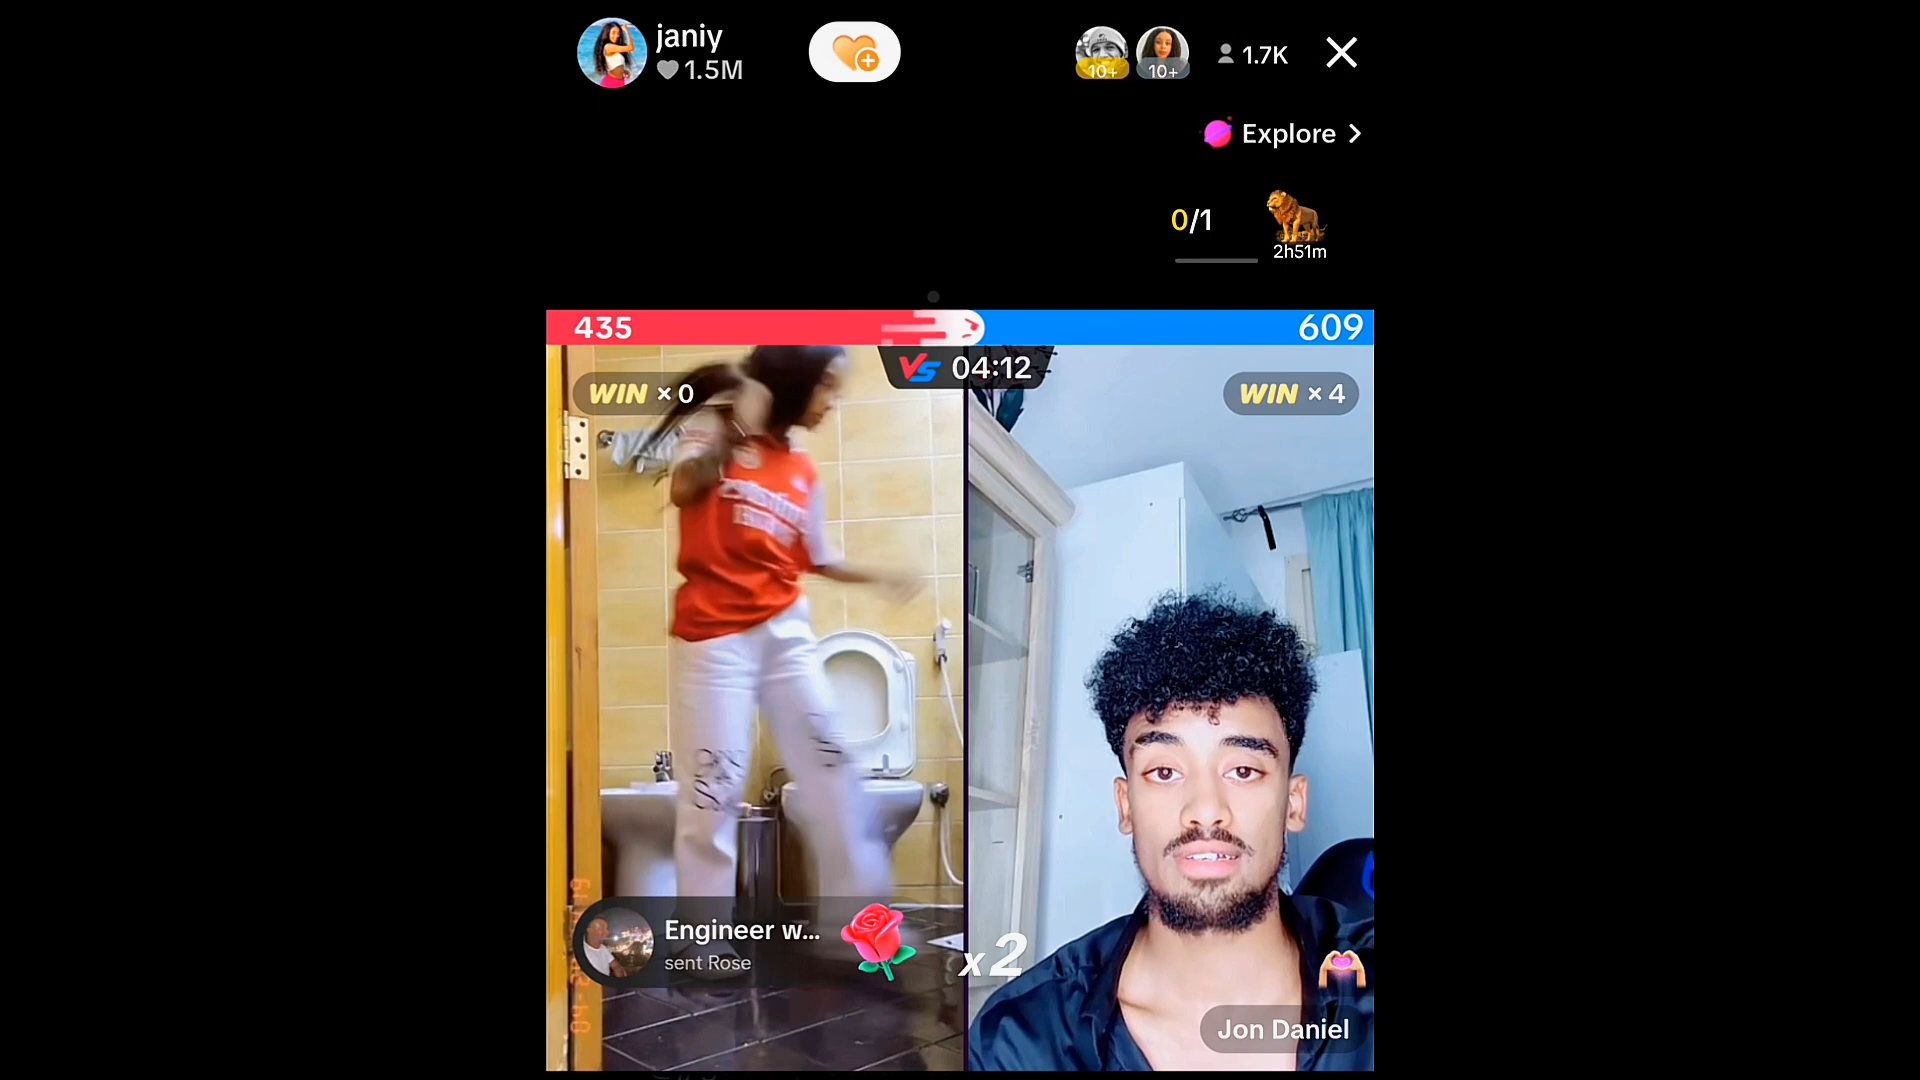 janiy
1.5M
10+
10+
1.7K
Explore
0/1
2h51m
435
609
VS 04:12
WIN × 0
WIN × 4
Engineer w...
sent Rose
x2
Jon Daniel